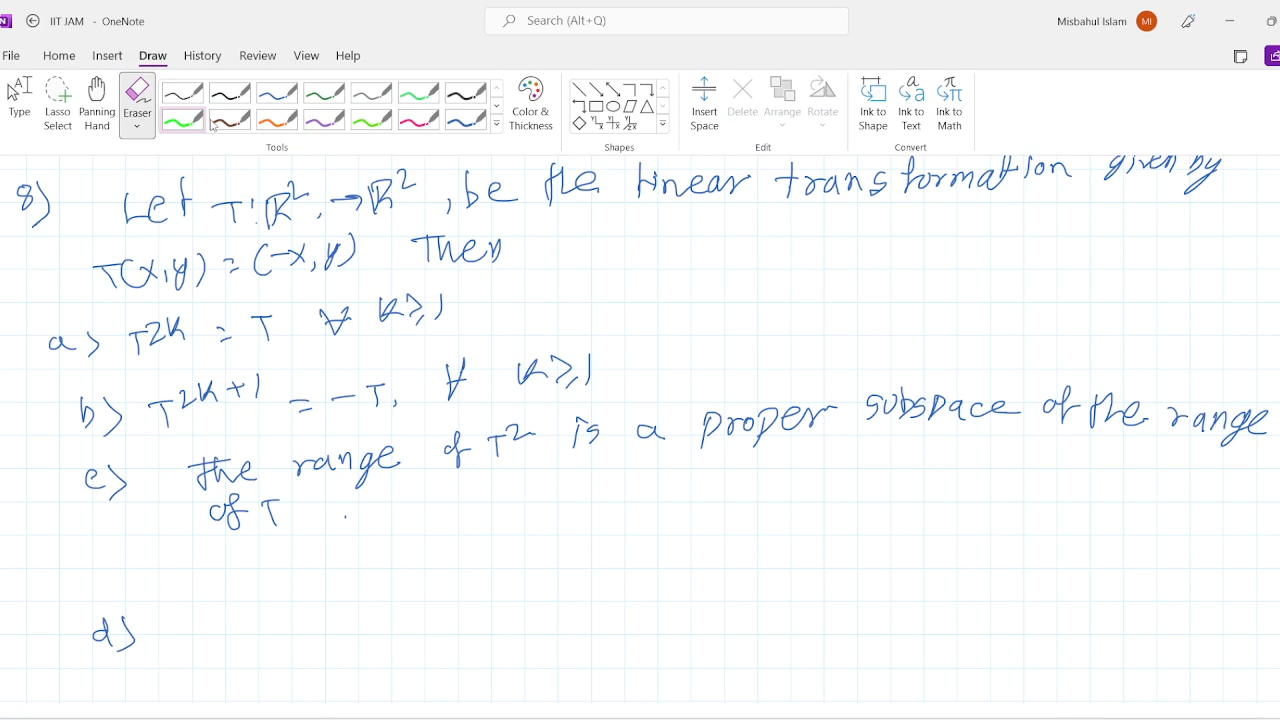 IIT JAM - OneNote
Search (Alt+Q)
Misbahul Islam
MI
File Home Insert Draw History Review View Help
Type
Lasso Select
Panning Hand
Eraser
Color & Thickness
Insert Space
Delete
Arrange
Rotate
Ink to Shape
Ink to Text
Ink to Math
Tools Shapes Edit Convert
8) Let T: ℝ² → ℝ², be the linear transformation given by
T(x,y) = (-x,y) Then
a) T^2k = T ∀ k≥1
b) T^2k+1 = -T, ∀ k≥1
c) The range of T² is a proper subspace of the range
of T
d)